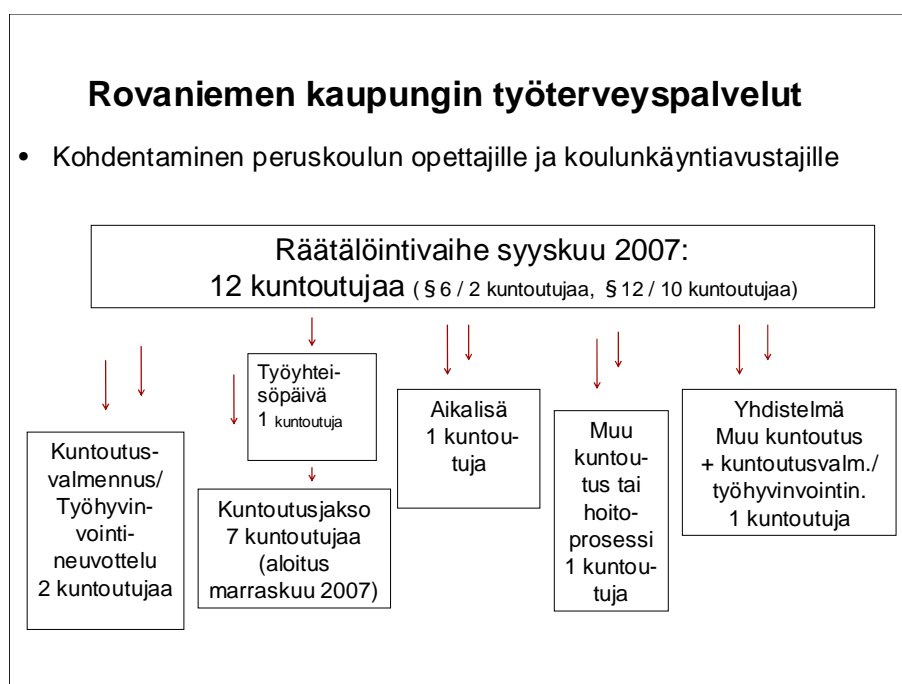 Rovaniemen kaupungin työterveyspalvelut
• Kohdentaminen peruskoulun opettajille ja koulunkäyntiavustajille
Räätälöintivaihe syyskuu 2007:
12 kuntoutujaa ( § 6 / 2 kuntoutujaa, § 12 / 10 kuntoutujaa)
Kuntoutus-
valmennus/
Työhyvin-
vointi-
neuvottelu
2 kuntoutujaa
Työyhtei-
söpäivä
1 kuntoutuja
Kuntoutusjakso
7 kuntoutujaa
(aloitus
marraskuu 2007)
Aikalisä
1 kuntou-
tuja
Muu
kuntou-
tus tai
hoito-
prosessi
1 kuntou-
tuja
Yhdistelmä
Muu kuntoutus
+ kuntoutusvalm./
työhyvinvointin.
1 kuntoutuja